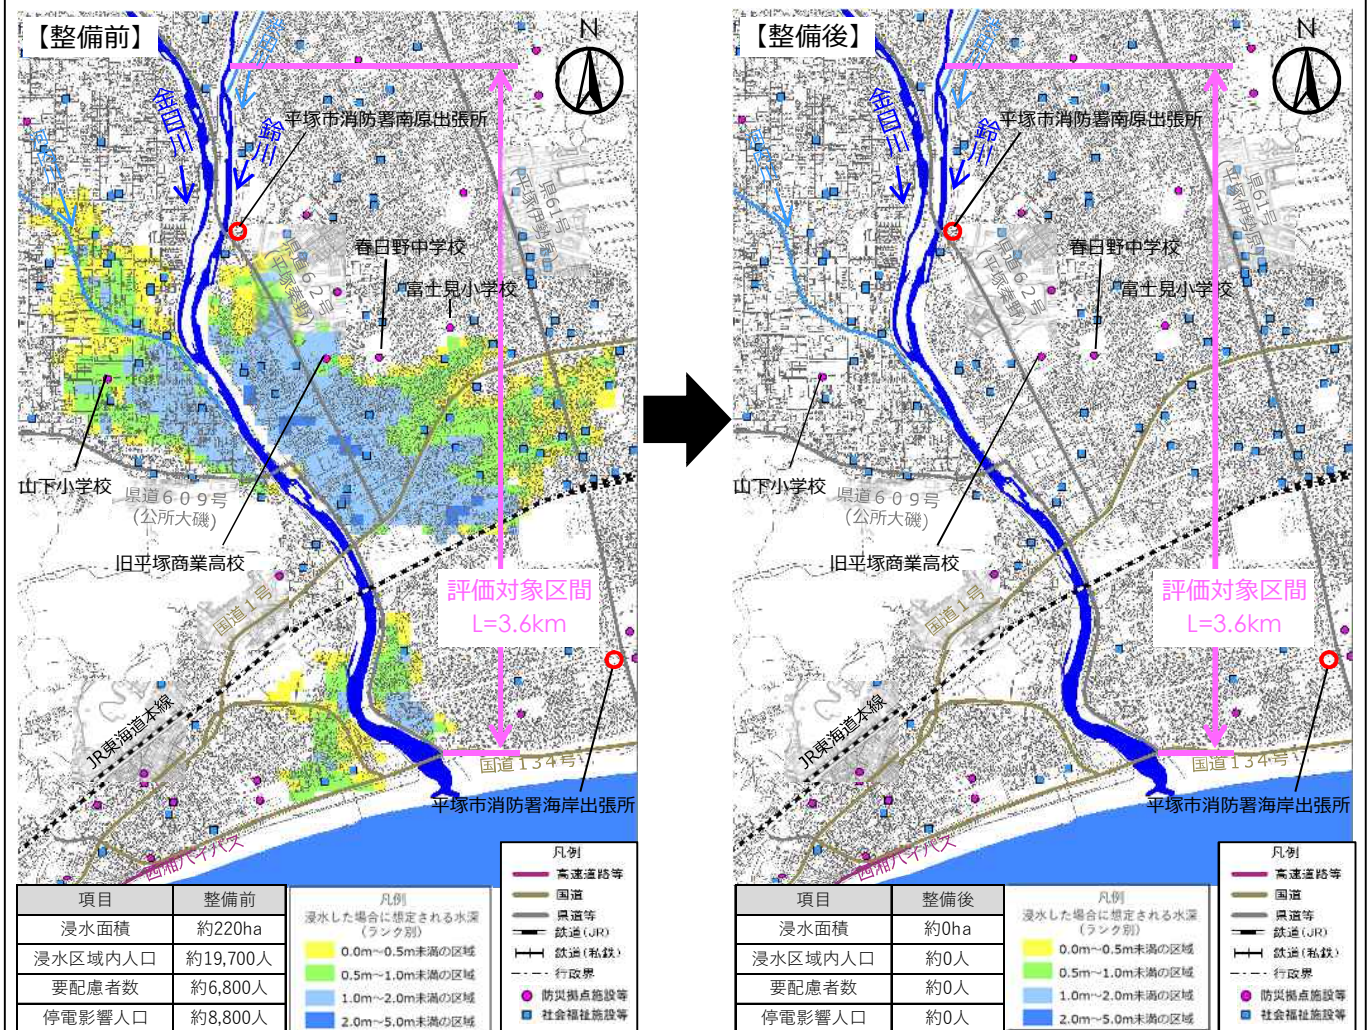 【整備前】
N
金目川
鈴川
平塚市消防署南原出張所
県道61号
(平塚伊勢原)
県道62号
(平塚秦野)
春日野中学校
富士見小学校
山下小学校
県道609号
(公所大磯)
旧平塚商業高校
評価対象区間
L=3.6km
国道1号
JR東海道本線
国道134号
平塚市消防署海岸出張所
西湘バイパス
項目 整備前
浸水面積 約220ha
浸水区域内人口 約19,700人
要配慮者数 約6,800人
停電影響人口 約8,800人
凡例
浸水した場合に想定される水深
(ランク別)
0.0m～0.5m未満の区域
0.5m～1.0m未満の区域
1.0m～2.0m未満の区域
2.0m～5.0m未満の区域
凡例
高速道路等
国道
県道等
鉄道(JR)
鉄道(私鉄)
行政界
防災拠点施設等
社会福祉施設等
【整備後】
N
金目川
鈴川
平塚市消防署南原出張所
県道61号
(平塚伊勢原)
県道62号
(平塚秦野)
春日野中学校
富士見小学校
山下小学校
県道609号
(公所大磯)
旧平塚商業高校
評価対象区間
L=3.6km
国道1号
JR東海道本線
国道134号
平塚市消防署海岸出張所
西湘バイパス
項目 整備後
浸水面積 約0ha
浸水区域内人口 約0人
要配慮者数 約0人
停電影響人口 約0人
凡例
浸水した場合に想定される水深
(ランク別)
0.0m～0.5m未満の区域
0.5m～1.0m未満の区域
1.0m～2.0m未満の区域
2.0m～5.0m未満の区域
凡例
高速道路等
国道
県道等
鉄道(JR)
鉄道(私鉄)
行政界
防災拠点施設等
社会福祉施設等